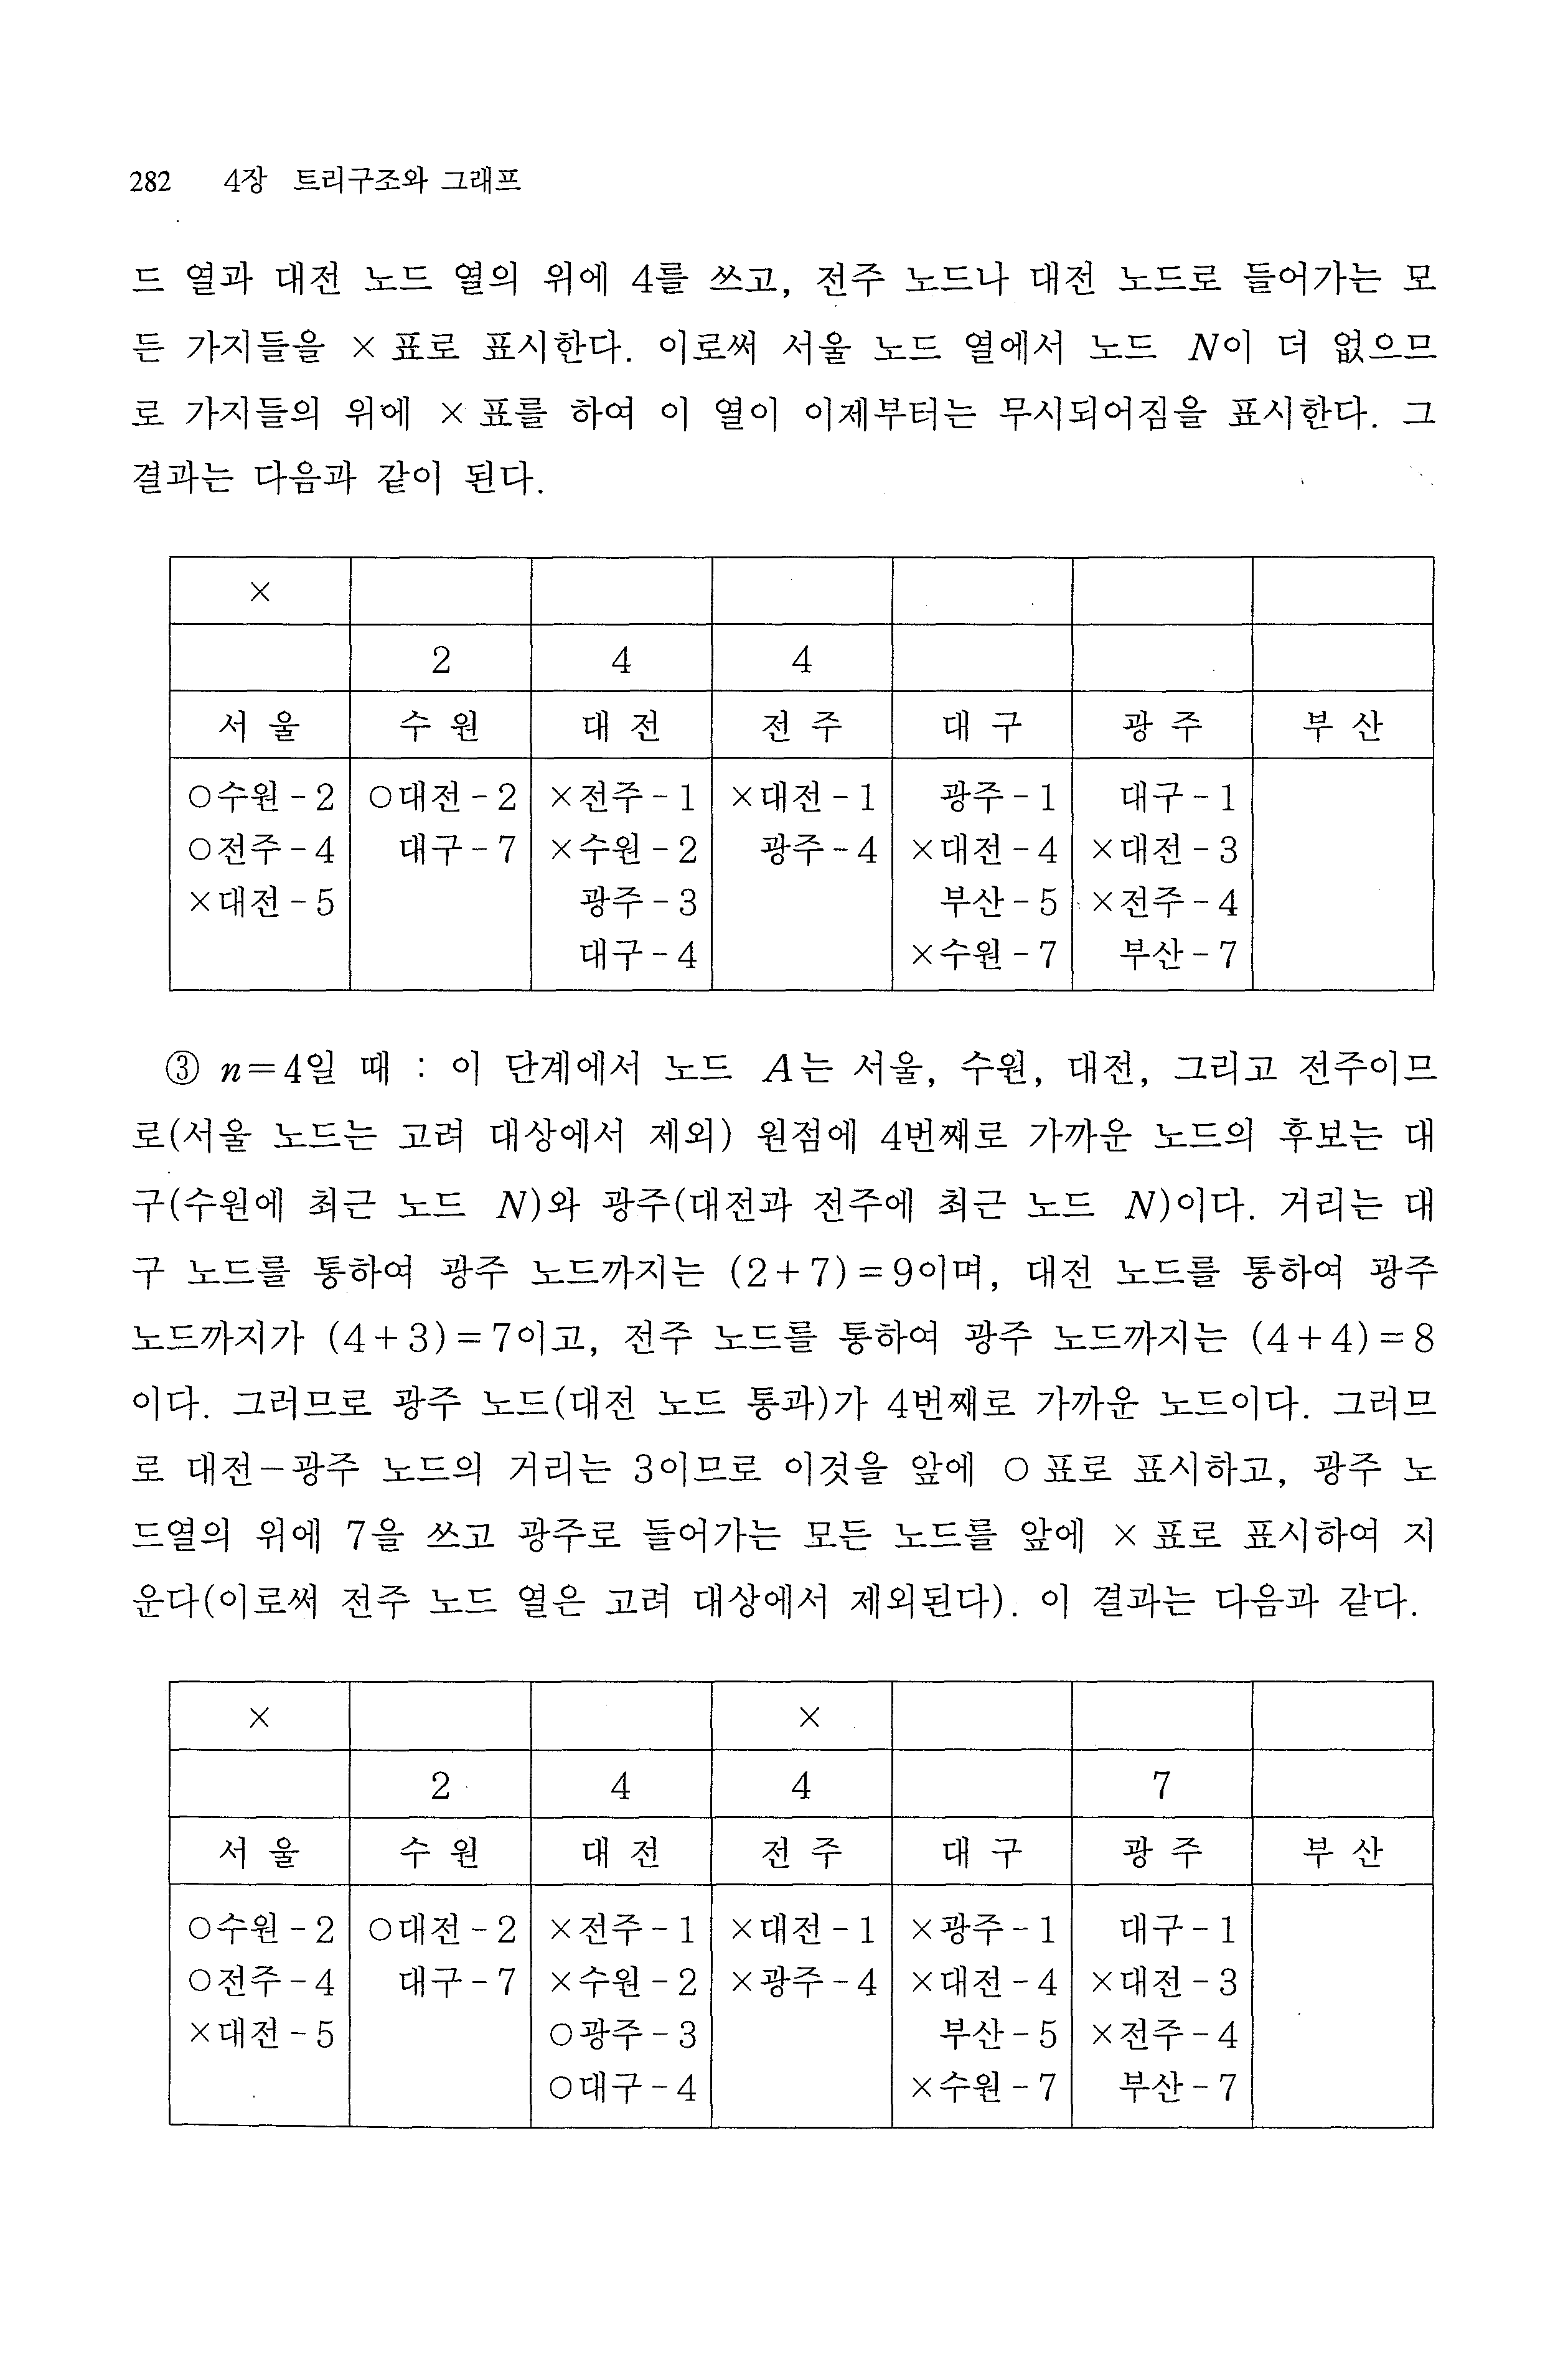 282 4장 트리구조와 그래프
드 열과 대전 노드 열의 위에 4를 쓰고, 전주 노드나 대전 노드로 들어가는 모
든 가지들을 × 표로 표시한다. 이로써 서울 노드 열에서 노드 N이 더 없으므
로 가지들의 위에 × 표를 하여 이 열이 이제부터는 무시되어짐을 표시한다. 그
결과는 다음과 같이 된다.
×
2 4 4
서 울 수 원 대 전 전 주 대 구 광 주 부 산
○수원-2 ○대전-2 ×전주-1 ×대전-1 광주-1 대구-1
○전주-4 대구-7 ×수원-2 광주-4 ×대전-4 ×대전-3
×대전-5 광주-3 부산-5 ×전주-4
대구-4 ×수원-7 부산-7
③ n=4일 때 : 이 단계에서 노드 A는 서울, 수원, 대전, 그리고 전주이므
로(서울 노드는 고려 대상에서 제외) 원점에 4번째로 가까운 노드의 후보는 대
구(수원에 최근 노드 N)와 광주(대전과 전주에 최근 노드 N)이다. 거리는 대
구 노드를 통하여 광주 노드까지는 (2+7)=9이며, 대전 노드를 통하여 광주
노드까지가 (4+3)=7이고, 전주 노드를 통하여 광주 노드까지는 (4+4)=8
이다. 그러므로 광주 노드(대전 노드 통과)가 4번째로 가까운 노드이다. 그러므
로 대전-광주 노드의 거리는 3이므로 이것을 앞에 ○ 표로 표시하고, 광주 노
드열의 위에 7을 쓰고 광주로 들어가는 모든 노드를 앞에 × 표로 표시하여 지
운다(이로써 전주 노드 열은 고려 대상에서 제외된다). 이 결과는 다음과 같다.
× ×
2 4 4 7
서 울 수 원 대 전 전 주 대 구 광 주 부 산
○수원-2 ○대전-2 ×전주-1 ×대전-1 ×광주-1 대구-1
○전주-4 대구-7 ×수원-2 ×광주-4 ×대전-4 ×대전-3
×대전-5 ○광주-3 부산-5 ×전주-4
○대구-4 ×수원-7 부산-7